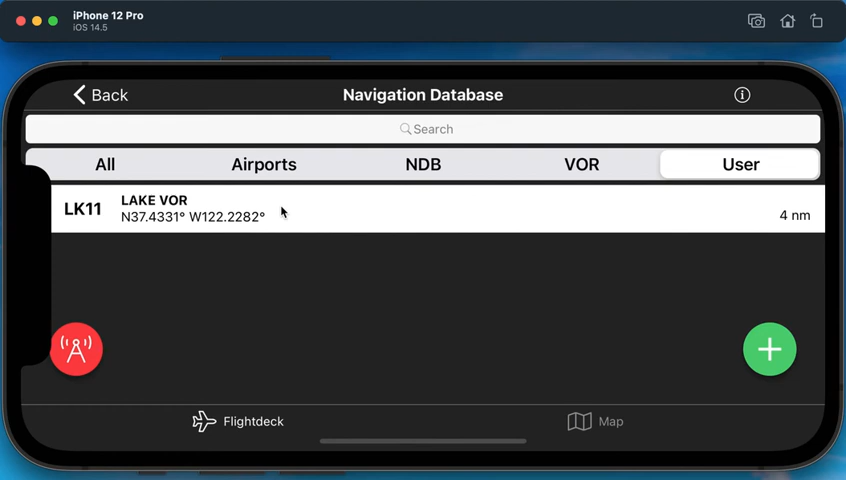 iPhone 12 Pro
iOS 14.5
Back
Navigation Database
Search
All Airports NDB VOR User
LK11
LAKE VOR
N37.4331° W122.2282°
4 nm
Flightdeck
Map